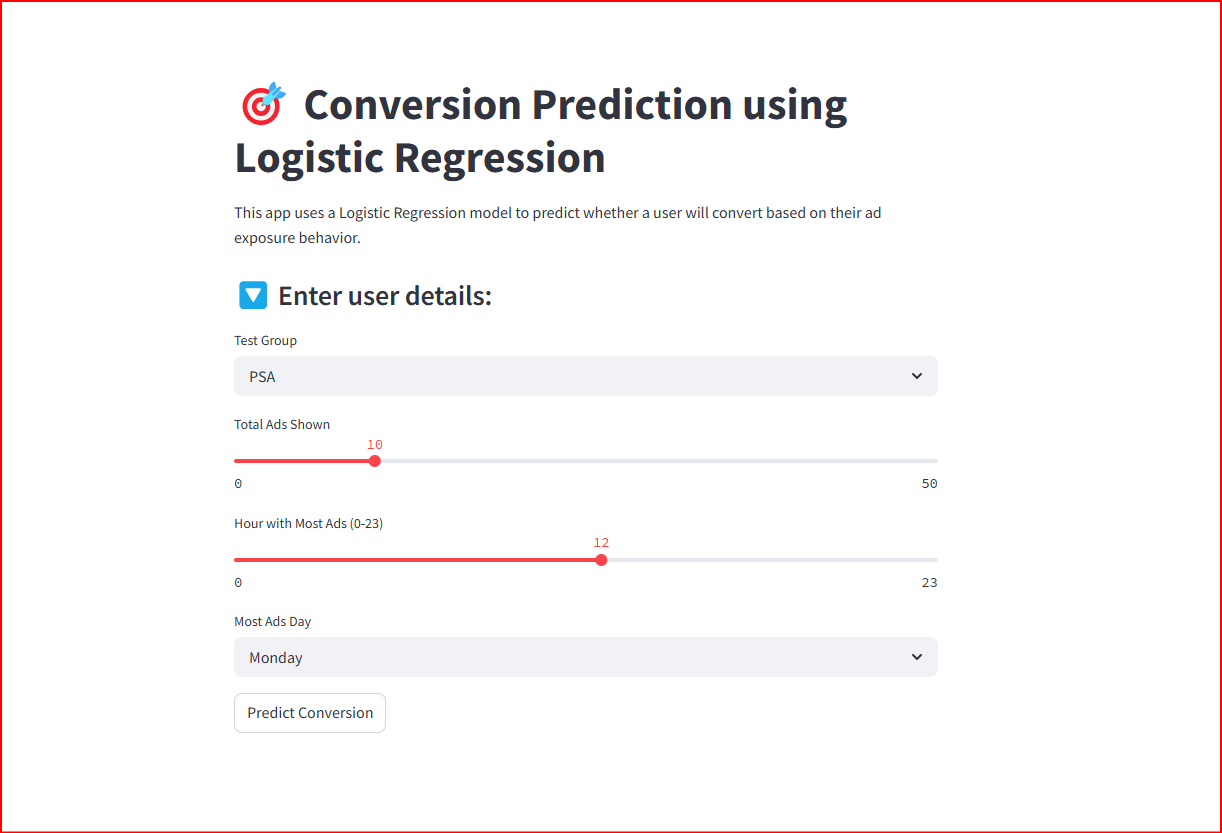 Conversion Prediction using
Logistic Regression
This app uses a Logistic Regression model to predict whether a user will convert based on their ad
exposure behavior.
Enter user details:
Test Group
PSA
Total Ads Shown
10
0 50
Hour with Most Ads (0-23)
12
0 23
Most Ads Day
Monday
Predict Conversion